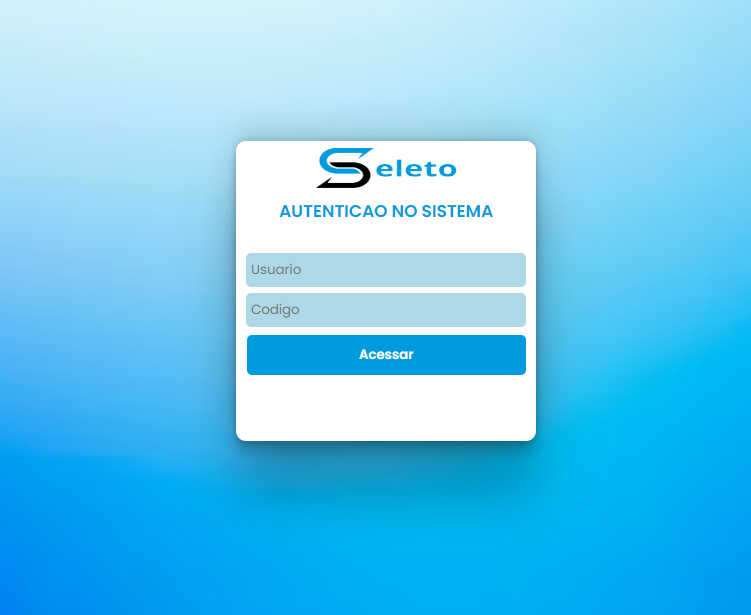 Seleto
AUTENTICAO NO SISTEMA
Usuario
Codigo
Acessar